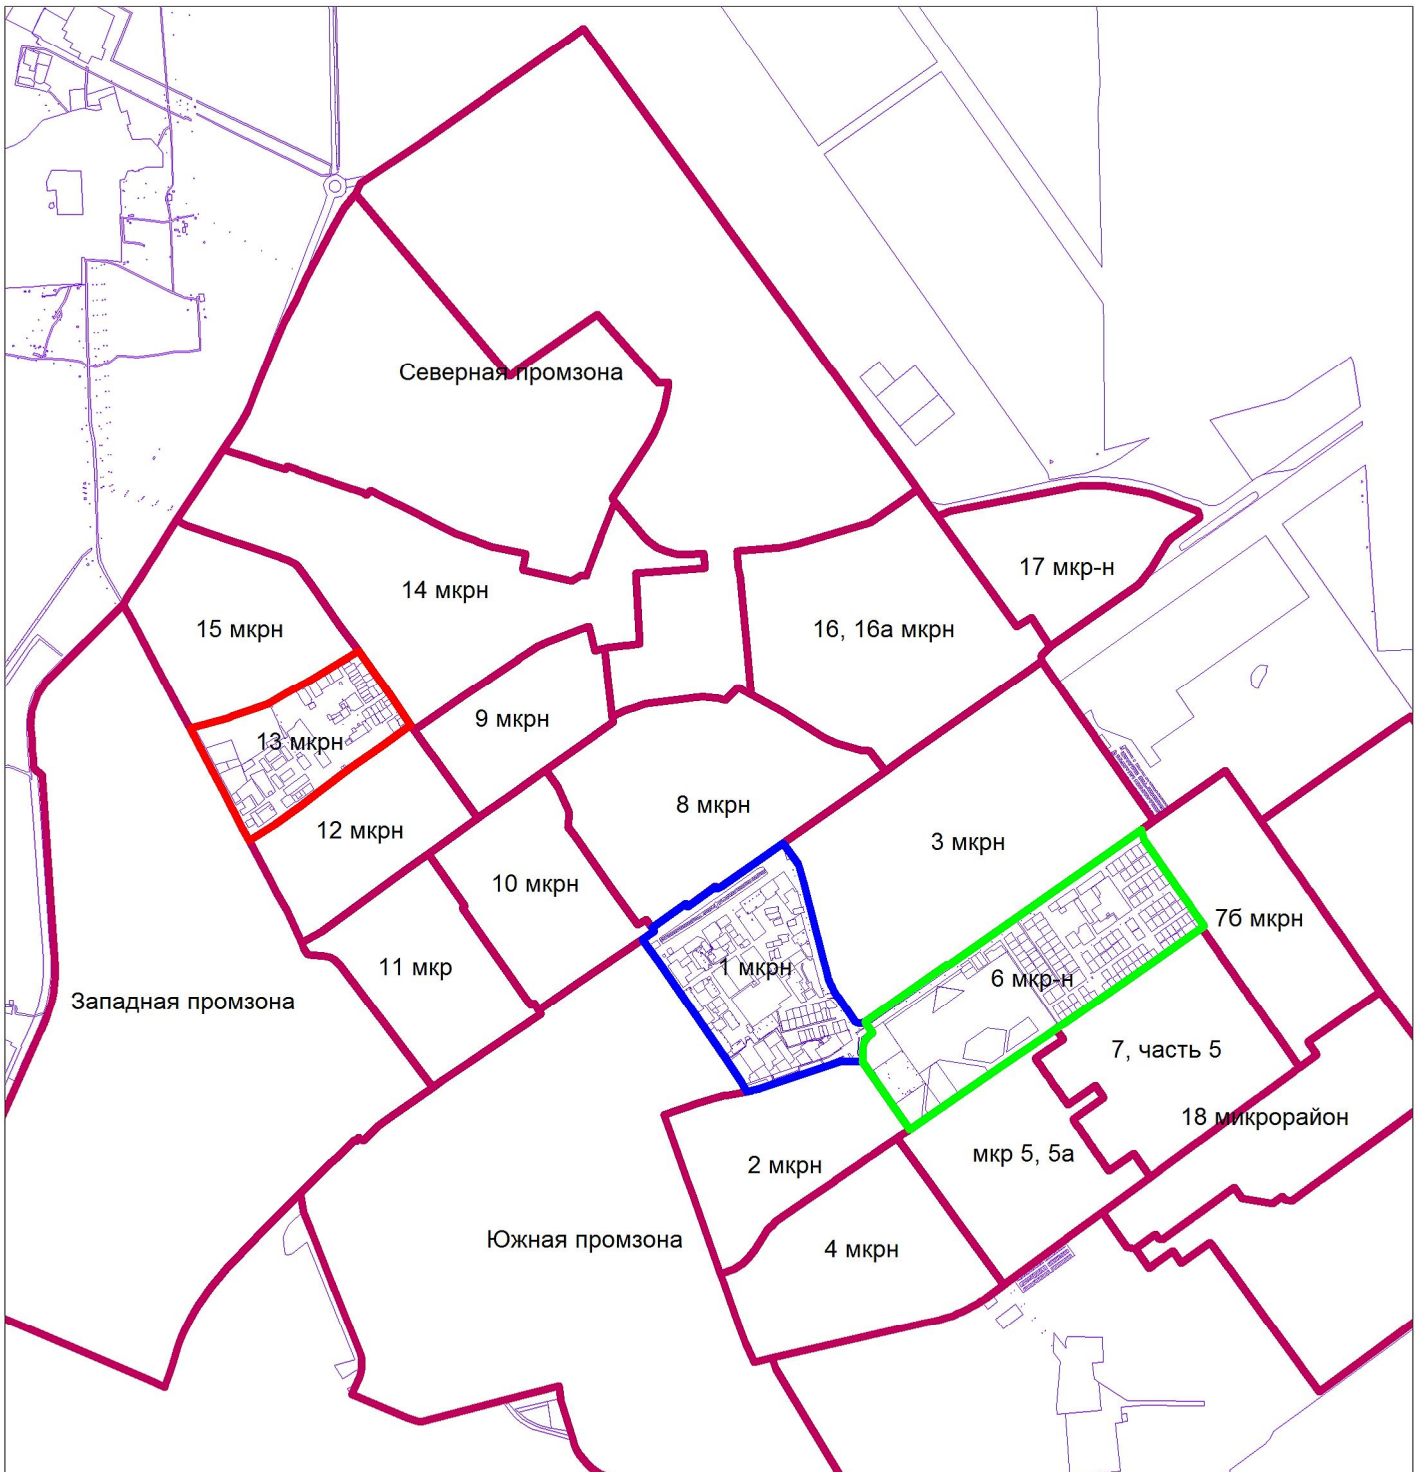 Северная промзона
17 мкр-н
14 мкрн
15 мкрн
16, 16а мкрн
9 мкрн
13 мкрн
8 мкрн
12 мкрн
3 мкрн
10 мкрн
7б мкрн
11 мкр
1 мкрн
6 мкр-н
Западная промзона
7, часть 5
18 микрорайон
мкр 5, 5а
2 мкрн
Южная промзона
4 мкрн